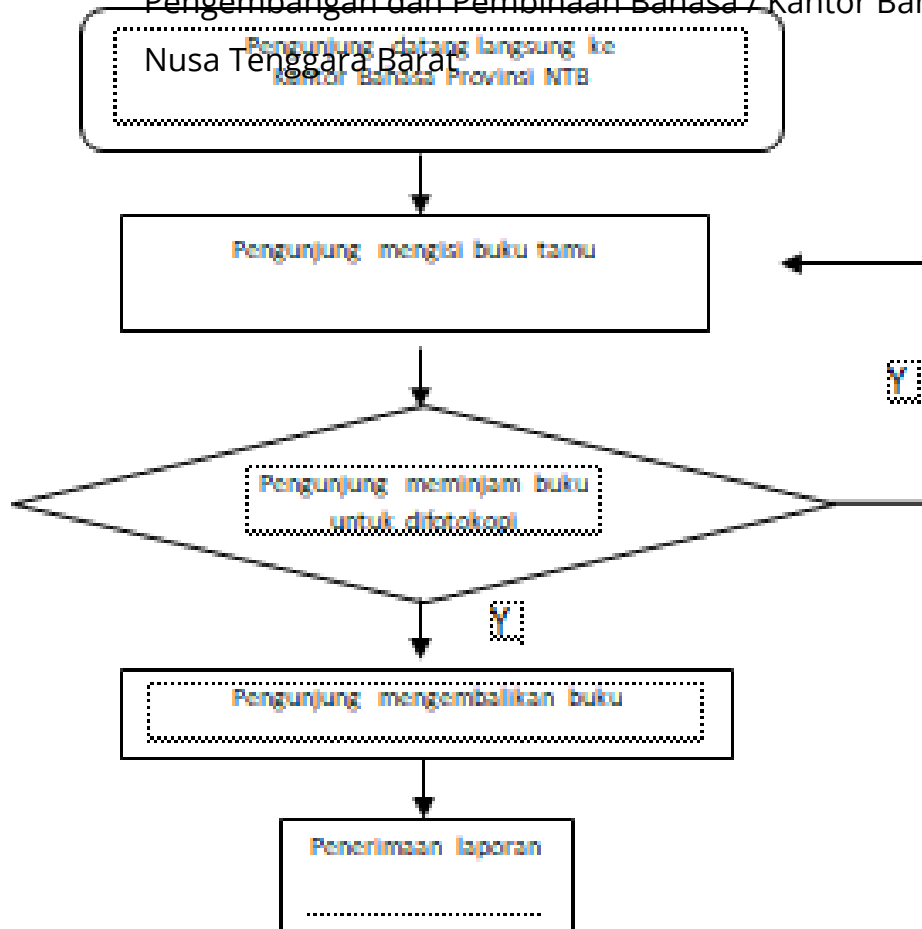 Pengembangan dan Pembinaan Bahasa / Kantor
Pengunjung datang langsung ke
Nusa Tenggara Barat
Kantor Bahasa Provinsi NTB
Pengunjung mengisi buku tamu
Y
Pengunjung meminjam buku
untuk difotokopi
Y
Pengunjung mengembalikan buku
Penerimaan laporan